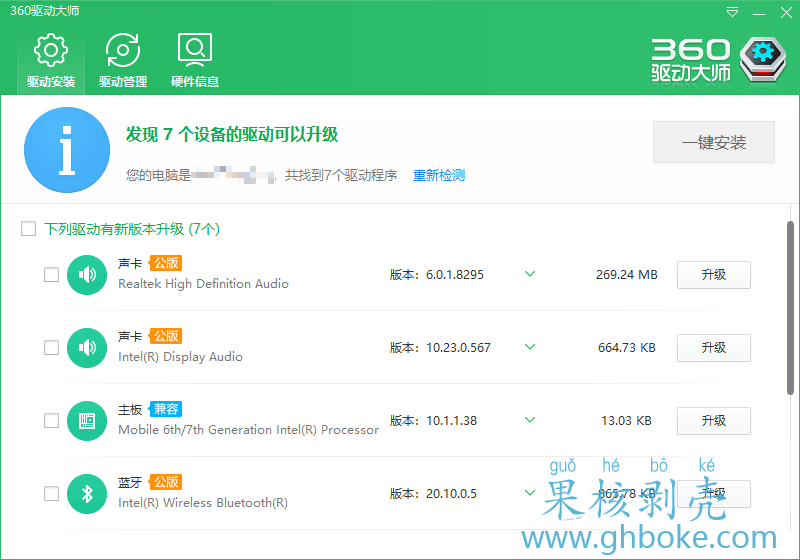 360驱动大师
驱动安装 驱动管理 硬件信息
360
驱动大师
发现 7 个设备的驱动可以升级
一键安装
您的电脑是 ，共找到7个驱动程序 重新检测
下列驱动有新版本升级 (7个)
声卡 公版
Realtek High Definition Audio
版本：6.0.1.8295 269.24 MB 升级
声卡 公版
Intel(R) Display Audio
版本：10.23.0.567 664.73 KB 升级
主板 兼容
Mobile 6th/7th Generation Intel(R) Processor
版本：10.1.1.38 13.03 KB 升级
蓝牙 公版
Intel(R) Wireless Bluetooth(R)
版本：20.10.0.5 865.78 KB 升级
guǒ hé bō ké
果核剥壳
www.ghboke.com